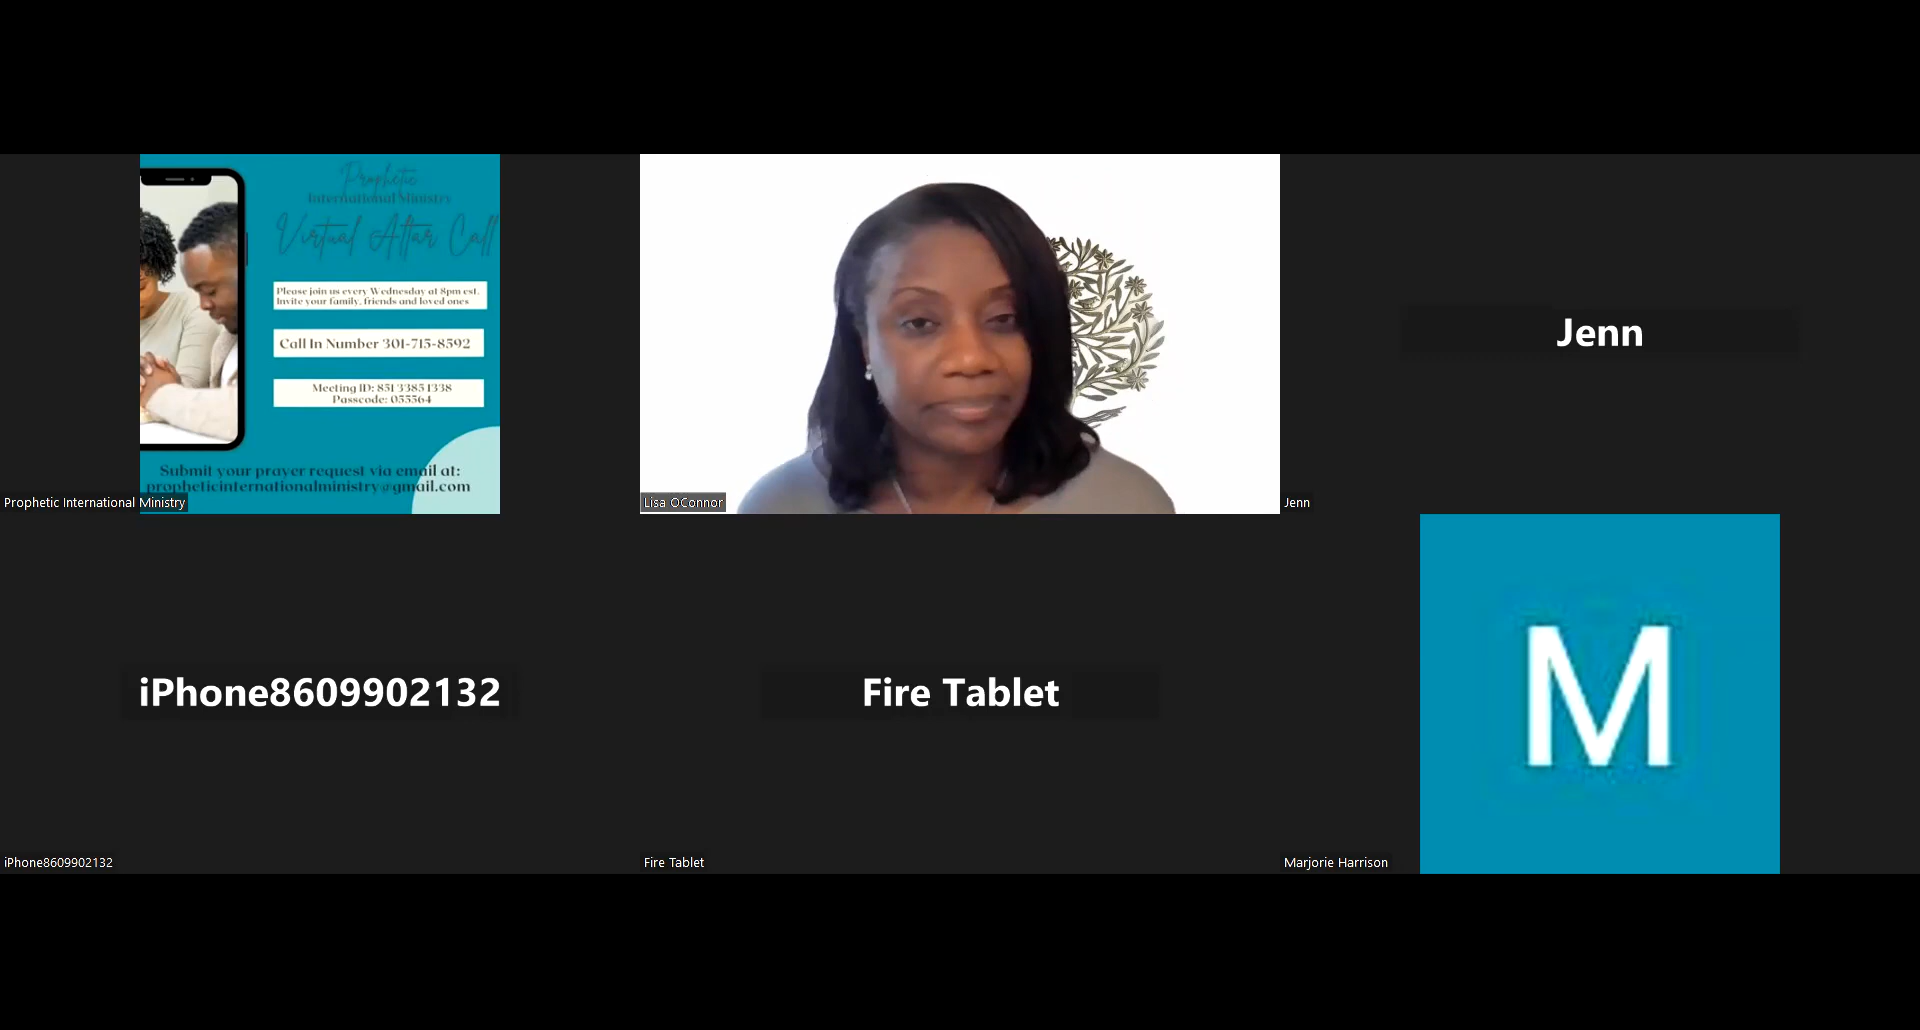 Prophetic
International Ministry
Virtual Altar Call
Please join us every Wednesday at 8pm est.
Invite your family, friends and loved ones
Call In Number 301-715-8592
Meeting ID: 851 3385 1338
Passcode: 055564
Submit your prayer request via email at:
propheticinternationalministry@gmail.com
Prophetic International Ministry
Lisa OConnor
Jenn
Jenn
iPhone8609902132
iPhone8609902132
Fire Tablet
Fire Tablet
M
Marjorie Harrison